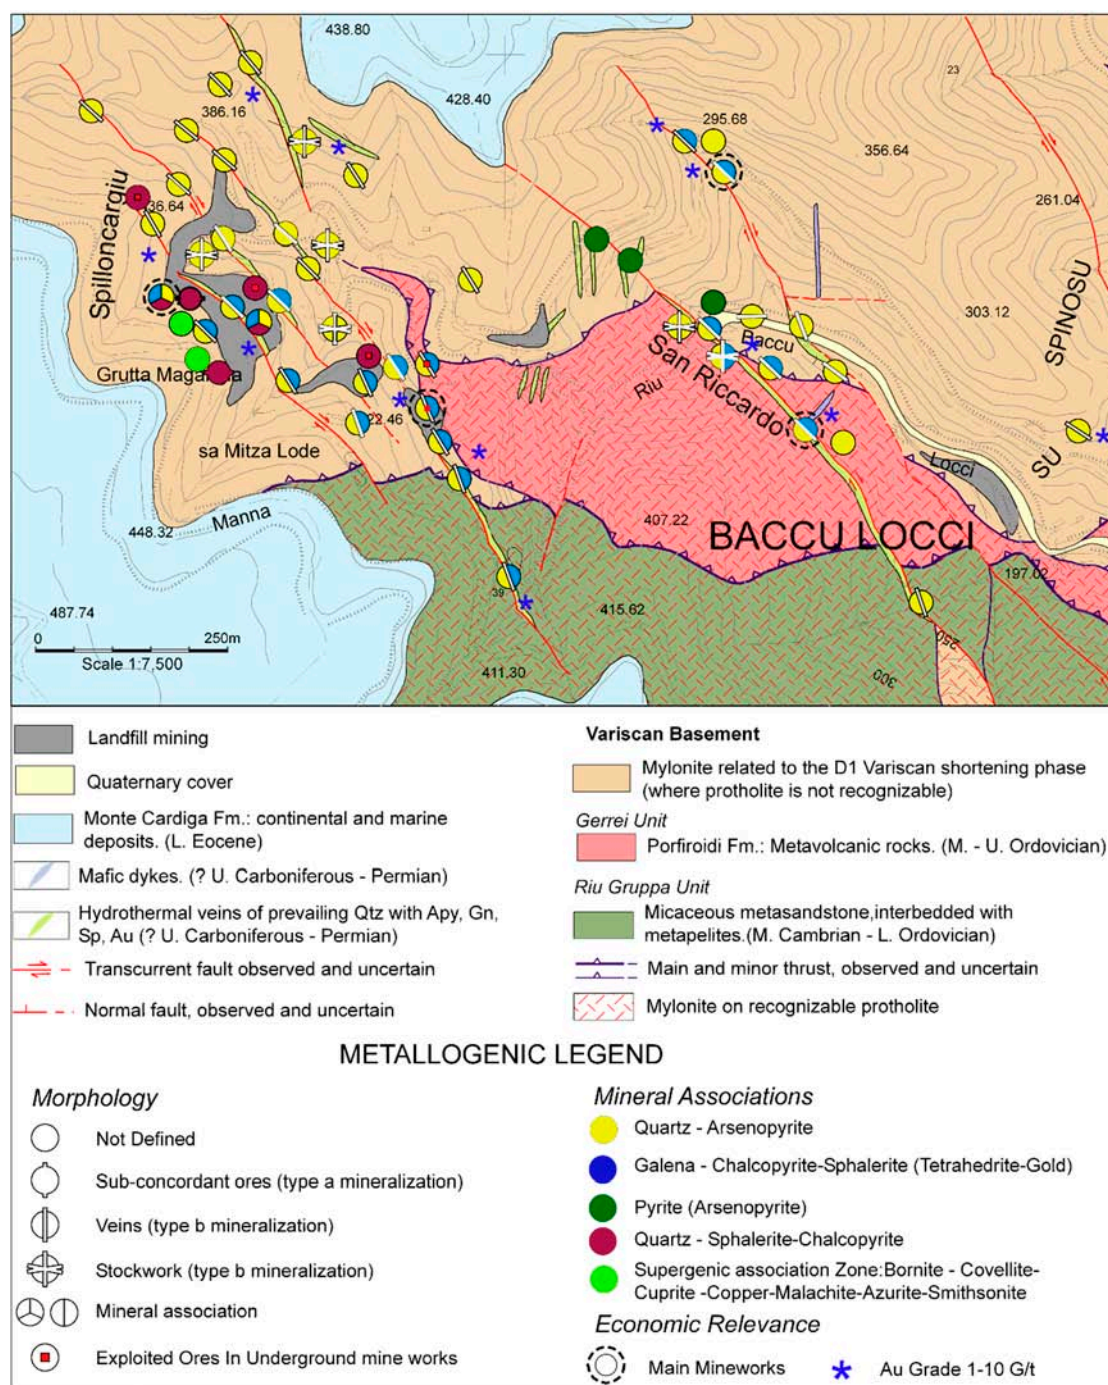 438.80
428.40
386.16
295.68
23
356.64
261.04
36.64
Spilloncargiu
303.12
SPINOSU
Baccu
San Riccardo
Riu
Grutta Maga
22.46
sa Mitza Lode
SU
Locci
Manna
448.32
407.22
BACCU LOCCI
197.02
39
487.74
415.62
0 250m
Scale 1:7,500
250
300
411.30
Landfill mining
Quaternary cover
Monte Cardiga Fm.: continental and marine
deposits. (L. Eocene)
Mafic dykes. (? U. Carboniferous - Permian)
Hydrothermal veins of prevailing Qtz with Apy, Gn,
Sp, Au (? U. Carboniferous - Permian)
Transcurrent fault observed and uncertain
Normal fault, observed and uncertain
Variscan Basement
Mylonite related to the D1 Variscan shortening phase
(where protholite is not recognizable)
Gerrei Unit
Porfiroidi Fm.: Metavolcanic rocks. (M. - U. Ordovician)
Riu Gruppa Unit
Micaceous metasandstone,interbedded with
metapelites.(M. Cambrian - L. Ordovician)
Main and minor thrust, observed and uncertain
Mylonite on recognizable protholite
METALLOGENIC LEGEND
Morphology
Not Defined
Sub-concordant ores (type a mineralization)
Veins (type b mineralization)
Stockwork (type b mineralization)
Mineral association
Exploited Ores In Underground mine works
Mineral Associations
Quartz - Arsenopyrite
Galena - Chalcopyrite-Sphalerite (Tetrahedrite-Gold)
Pyrite (Arsenopyrite)
Quartz - Sphalerite-Chalcopyrite
Supergenic association Zone:Bornite - Covellite-
Cuprite -Copper-Malachite-Azurite-Smithsonite
Economic Relevance
Main Mineworks
Au Grade 1-10 G/t